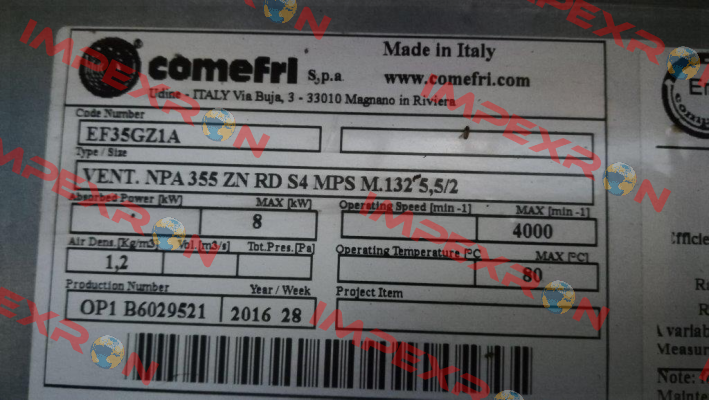 comefri S.p.a.
Made in Italy
www.comefri.com
Udine - ITALY Via Buja, 3 - 33010 Magnano in Riviera
Code Number
EF35GZ1A
Type / Size
VENT. NPA 355 ZN RD S4 MPS M.132 5,5/2
Absorbed Power [kW] MAX [kW] Operating Speed [min -1] MAX [min -1]
8 4000
Air Dens.[Kg/m3] Vol.[m3/s] Tot.Pres.[Pa] Operating Temperature [°C MAX [°C]
1,2 80
Production Number Year / Week Project Item
OP1 B6029521 2016 28
Measur
Note:
IMPEXRON